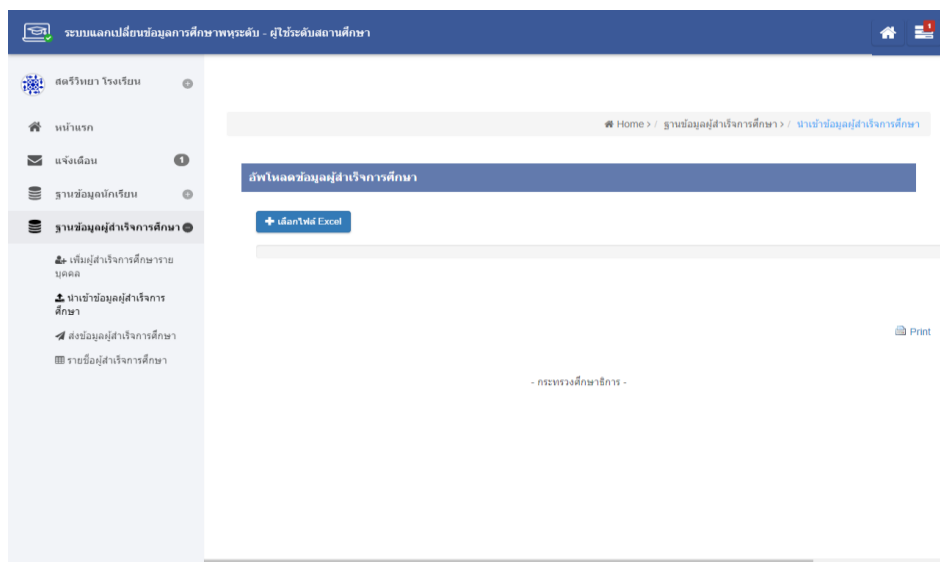 ระบบแลกเปลี่ยนข้อมูลการศึกษาพหุระดับ - ผู้ใช้ระดับสถานศึกษา
1
สตรีวิทยา โรงเรียน
หน้าแรก
แจ้งเตือน 1
ฐานข้อมูลนักเรียน
ฐานข้อมูลผู้สำเร็จการศึกษา
เพิ่มผู้สำเร็จการศึกษาราย
บุคคล
นำเข้าข้อมูลผู้สำเร็จการ
ศึกษา
ส่งข้อมูลผู้สำเร็จการศึกษา
รายชื่อผู้สำเร็จการศึกษา
Home > / ฐานข้อมูลผู้สำเร็จการศึกษา > / นำเข้าข้อมูลผู้สำเร็จการศึกษา
อัพโหลดข้อมูลผู้สำเร็จการศึกษา
เลือกไฟล์ Excel
Print
- กระทรวงศึกษาธิการ -